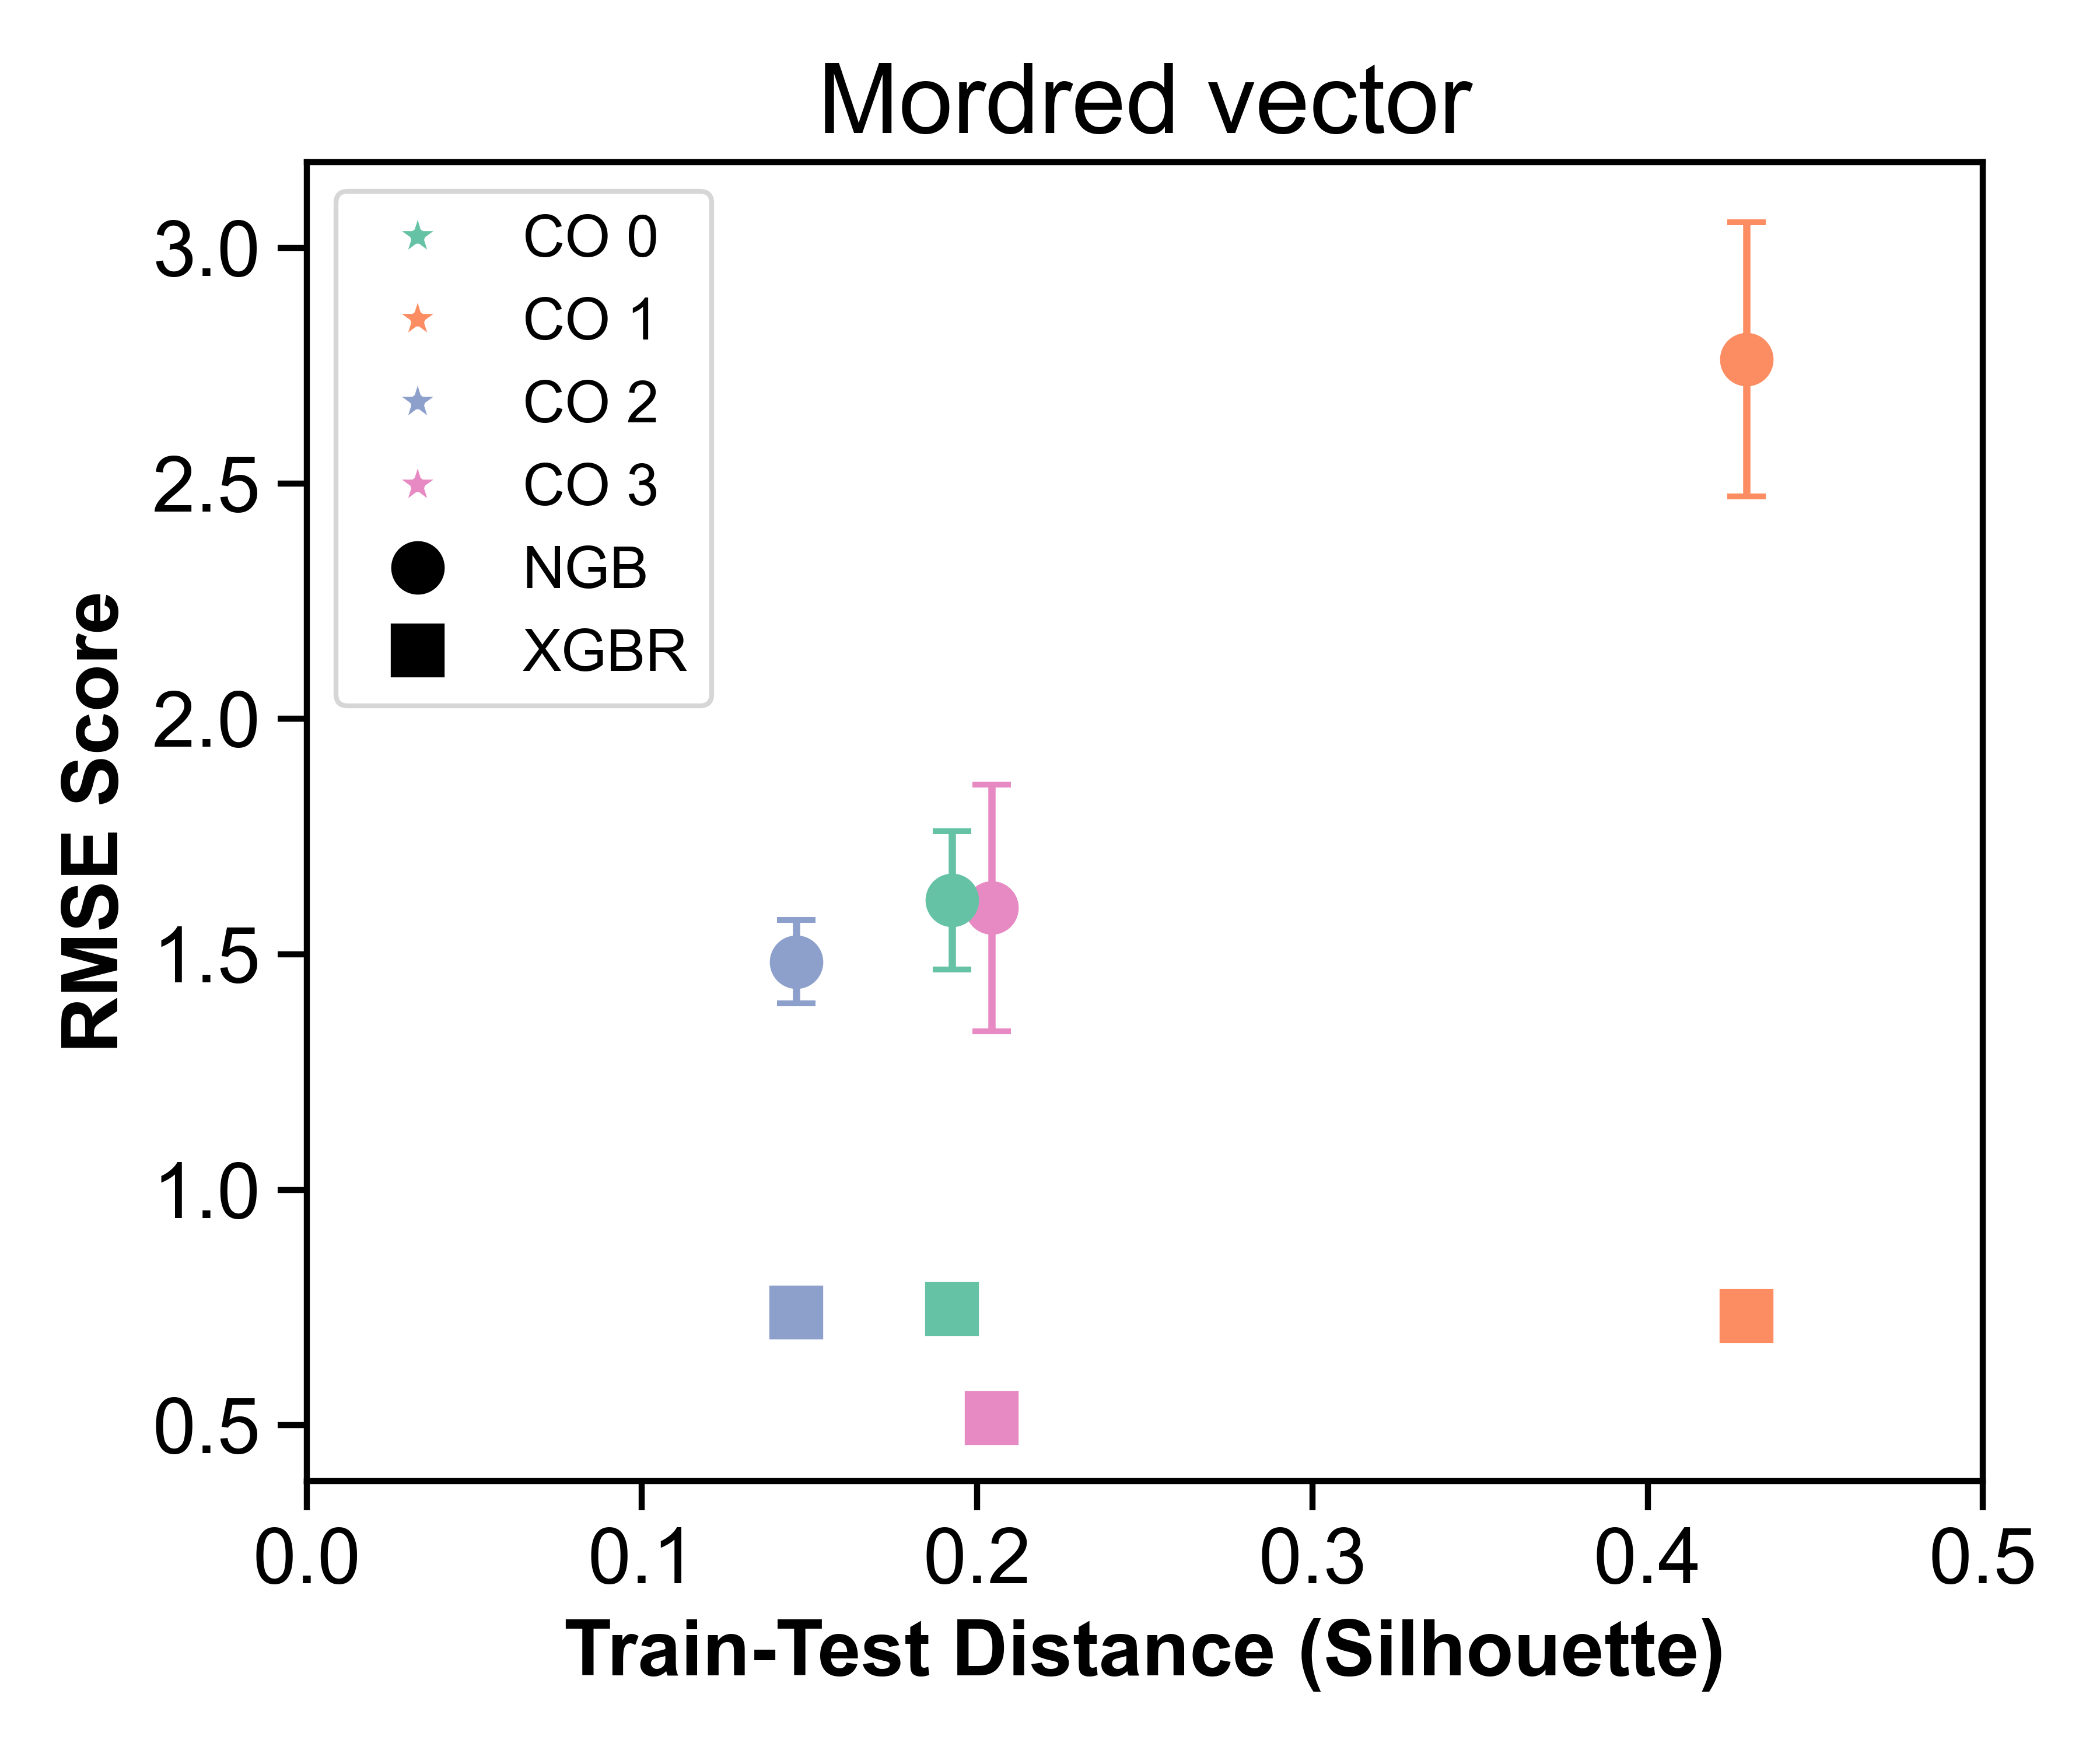 Mordred vector
CO 0
CO 1
CO 2
CO 3
NGB
XGBR
RMSE Score
3.0
2.5
2.0
1.5
1.0
0.5
0.0 0.1 0.2 0.3 0.4 0.5
Train-Test Distance (Silhouette)